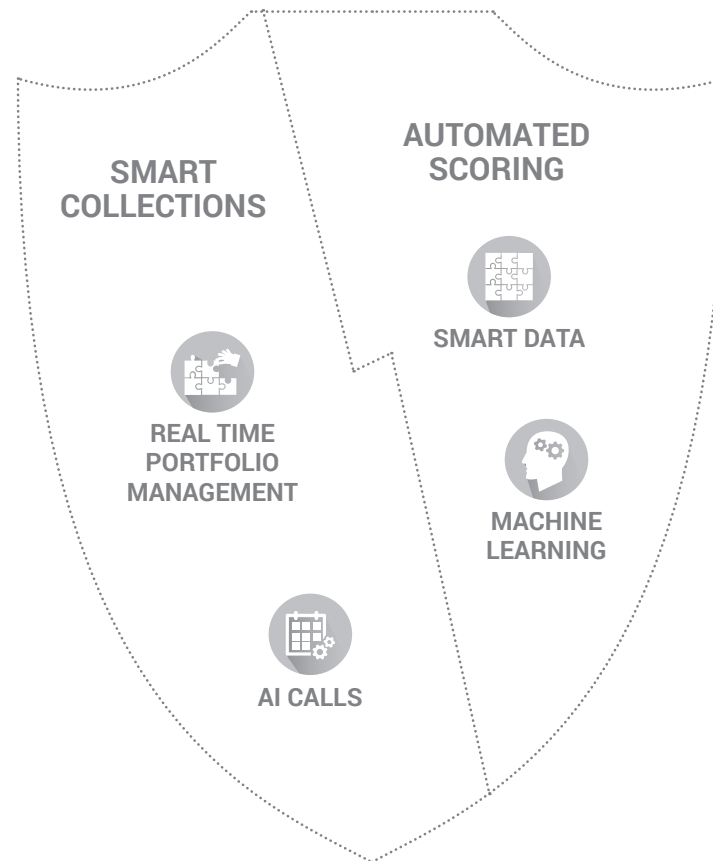 SMART
COLLECTIONS
REAL TIME
PORTFOLIO
MANAGEMENT
AI CALLS
AUTOMATED
SCORING
SMART DATA
MACHINE
LEARNING